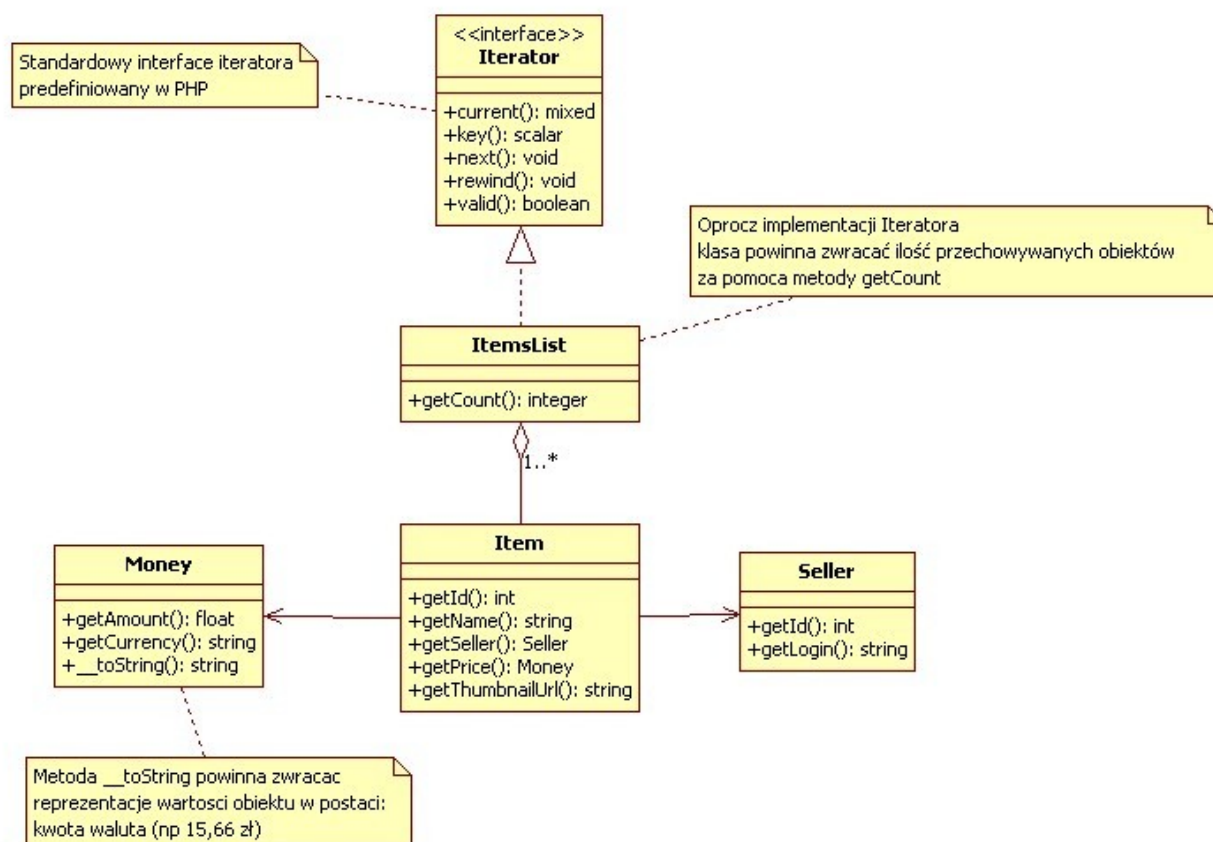 <<interface>>
Iterator
+current(): mixed
+key(): scalar
+next(): void
+rewind(): void
+valid(): boolean
Standardowy interface iteratora
predefiniowany w PHP
Oprocz implementacji Iteratora
klasa powinna zwracać ilość przechowywanych obiektów
za pomoca metody getCount
ItemsList
+getCount(): integer
1..*
Money
+getAmount(): float
+getCurrency(): string
+__toString(): string
Item
+getId(): int
+getName(): string
+getSeller(): Seller
+getPrice(): Money
+getThumbnailUrl(): string
Seller
+getId(): int
+getLogin(): string
Metoda __toString powinna zwracac
reprezentacje wartosci obiektu w postaci:
kwota waluta (np 15,66 zł)